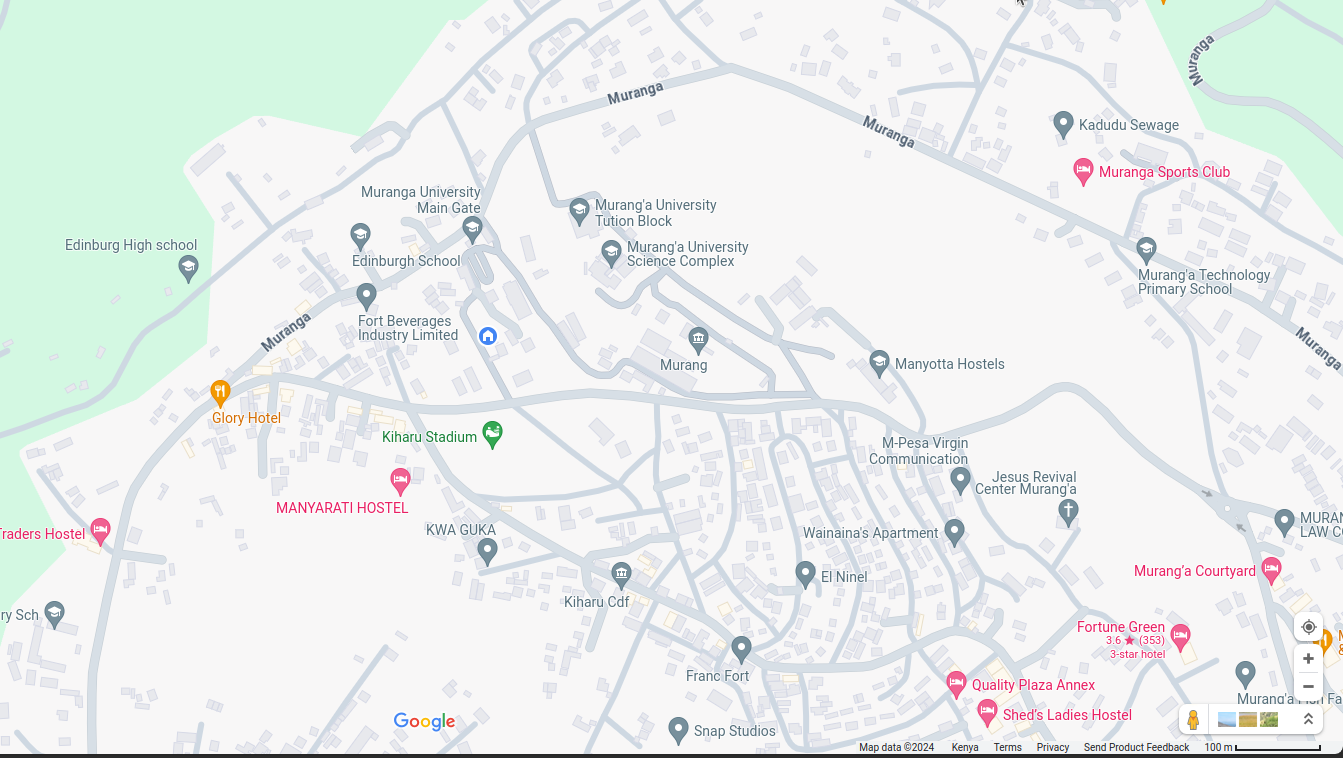 Muranga
Muranga
Muranga
Kadudu Sewage
Muranga Sports Club
Muranga University
Main Gate
Murang'a University
Tution Block
Edinburg High school
Edinburgh School
Murang'a University
Science Complex
Murang'a Technology
Primary School
Fort Beverages
Industry Limited
Muranga
Muranga
Murang
Manyotta Hostels
Glory Hotel
Kiharu Stadium
M-Pesa Virgin
Communication
Jesus Revival
Center Murang'a
MANYARATI HOSTEL
KWA GUKA
Traders Hostel
Wainaina's Apartment
LAW
Murang'a Courtyard
El Ninel
Kiharu Cdf
ry Sch
Fortune Green
3.6 ★ (353)
3-star hotel
Franc Fort
Quality Plaza Annex
Murang'a
Shed's Ladies Hostel
Google
Snap Studios
Map data ©2024 Kenya Terms Privacy Send Product Feedback 100 m